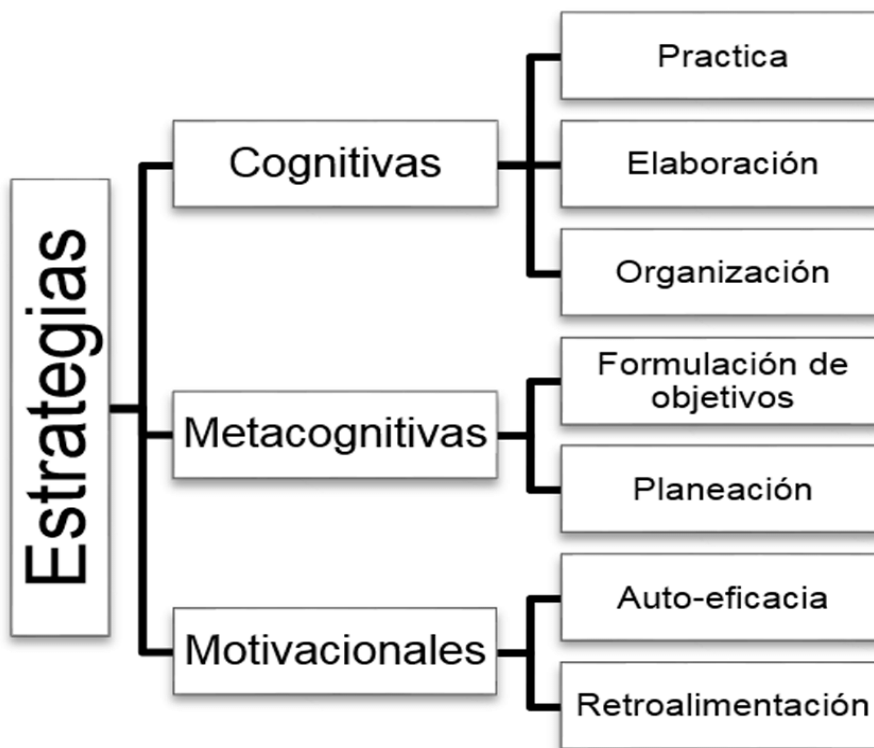 Estrategias
Cognitivas
Practica
Elaboración
Organización
Metacognitivas
Formulación de
objetivos
Planeación
Motivacionales
Auto-eficacia
Retroalimentación